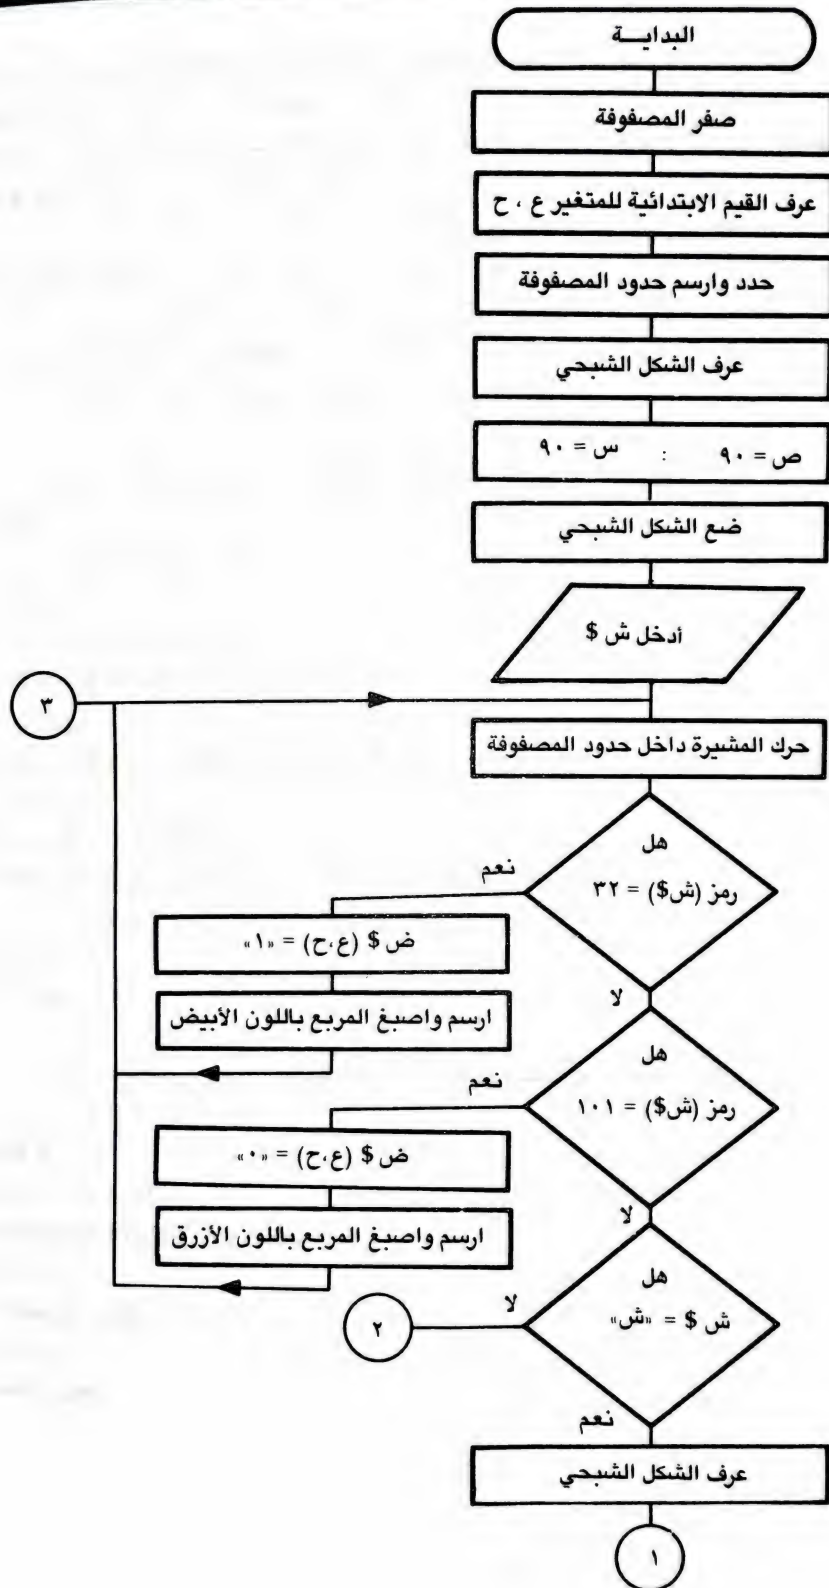 البدايــة
صفر المصفوفة
عرف القيم الابتدائية للمتغير ع ، ح
حدد وارسم حدود المصفوفة
عرف الشكل الشبحي
ص = ٩٠ : س = ٩٠
ضع الشكل الشبحي
أدخل ش $
٣
حرك المشيرة داخل حدود المصفوفة
هل
رمز (ش$) = ٣٢
نعم
ض $ (ع،ح) = «١»
ارسم واصبغ المربع باللون الأبيض
لا
هل
رمز (ش$) = ١٠١
نعم
ض $ (ع،ح) = «٠»
ارسم واصبغ المربع باللون الأزرق
لا
هل
ش $ = «ش»
لا
٢
نعم
عرف الشكل الشبحي
١